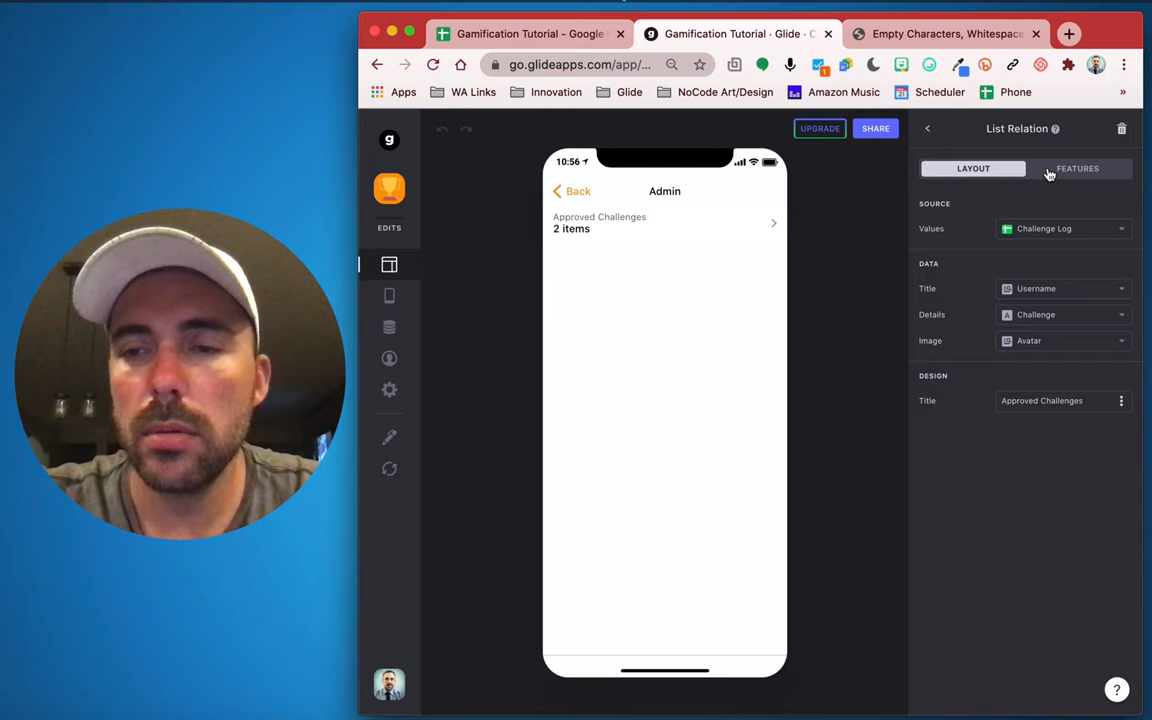 Gamification Tutorial - Google
Gamification Tutorial · Glide · C
Empty Characters, Whitespace
go.glideapps.com/app/...
1
Apps
WA Links
Innovation
Glide
NoCode Art/Design
Amazon Music
Scheduler
Phone
»
g
EDITS
UPGRADE
SHARE
10:56
Back
Admin
Approved Challenges
2 items
List Relation
LAYOUT
FEATURES
SOURCE
Values
Challenge Log
DATA
Title
Username
Details
A Challenge
Image
Avatar
DESIGN
Title
Approved Challenges
?